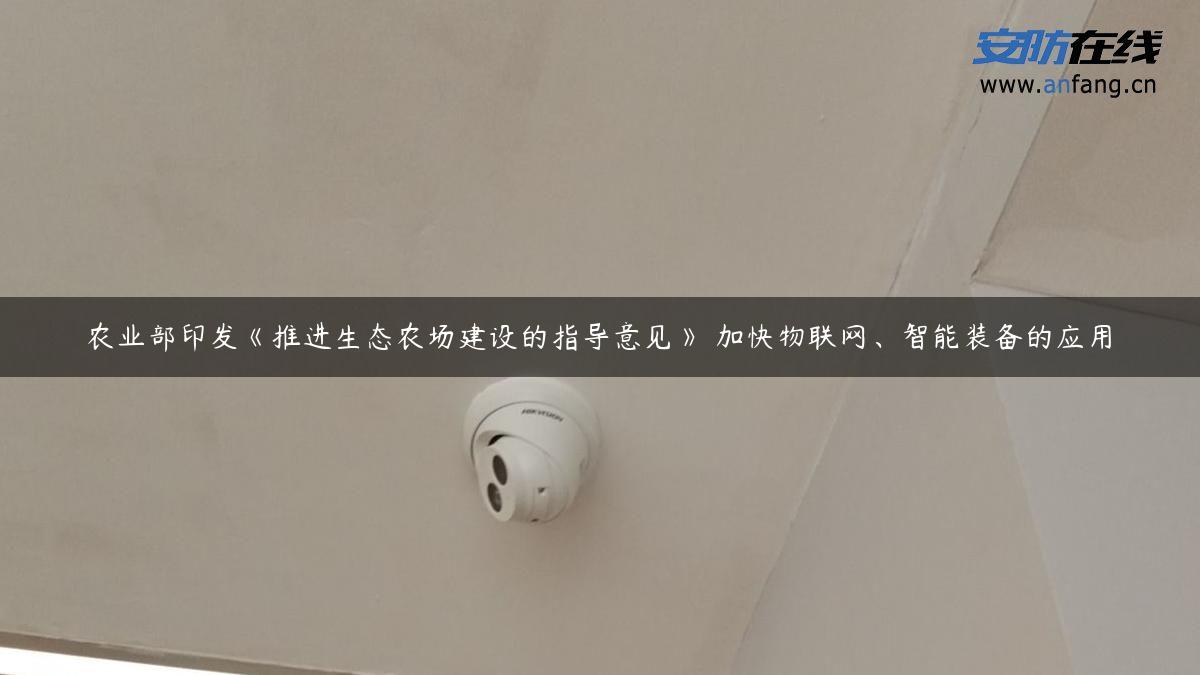 安防在线
www.anfang.cn
农业部印发《推进生态农场建设的指导意见》 加快物联网、智能装备的应用
HIKVISION